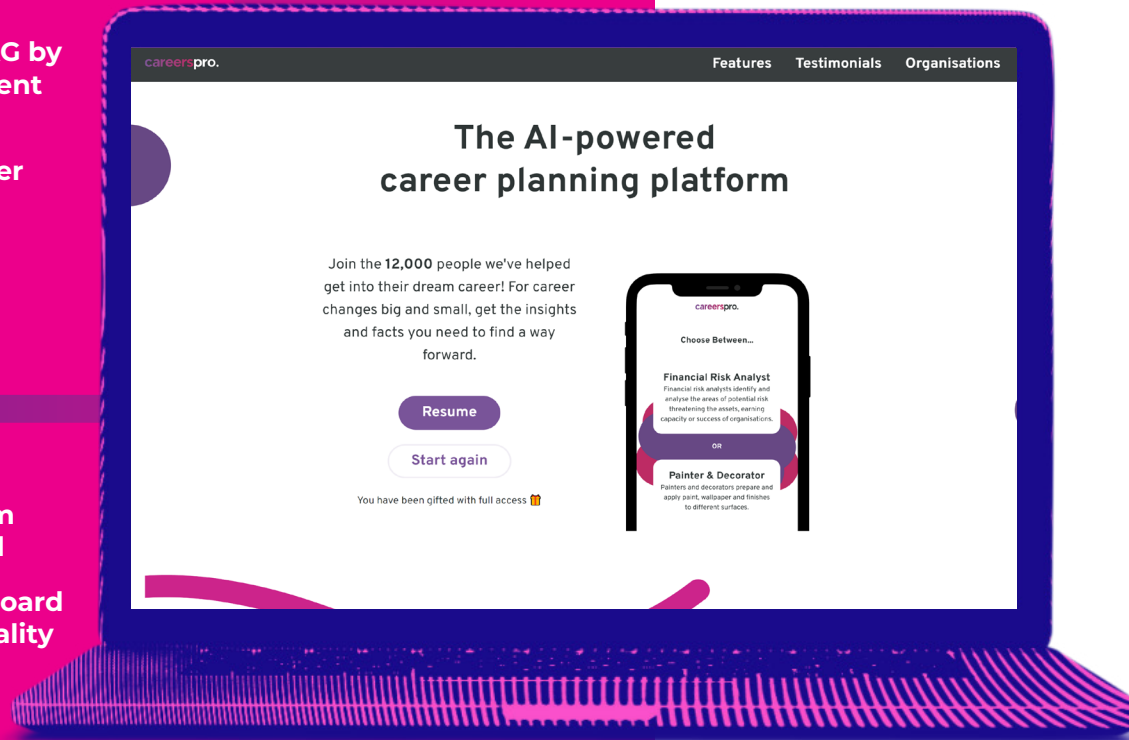 G by
ent
er
m
oard
ality
careerspro.
Features Testimonials Organisations
The AI-powered
career planning platform
Join the 12,000 people we've helped
get into their dream career! For career
changes big and small, get the insights
and facts you need to find a way
forward.
Resume
Start again
You have been gifted with full access
careerspro.
Choose Between...
Financial Risk Analyst
Financial risk analysts identify and
analyse the areas of potential risk
threatening the assets, earning
capacity or success of organisations.
OR
Painter & Decorator
Painters and decorators prepare and
apply paint, wallpaper and finishes
to different surfaces.